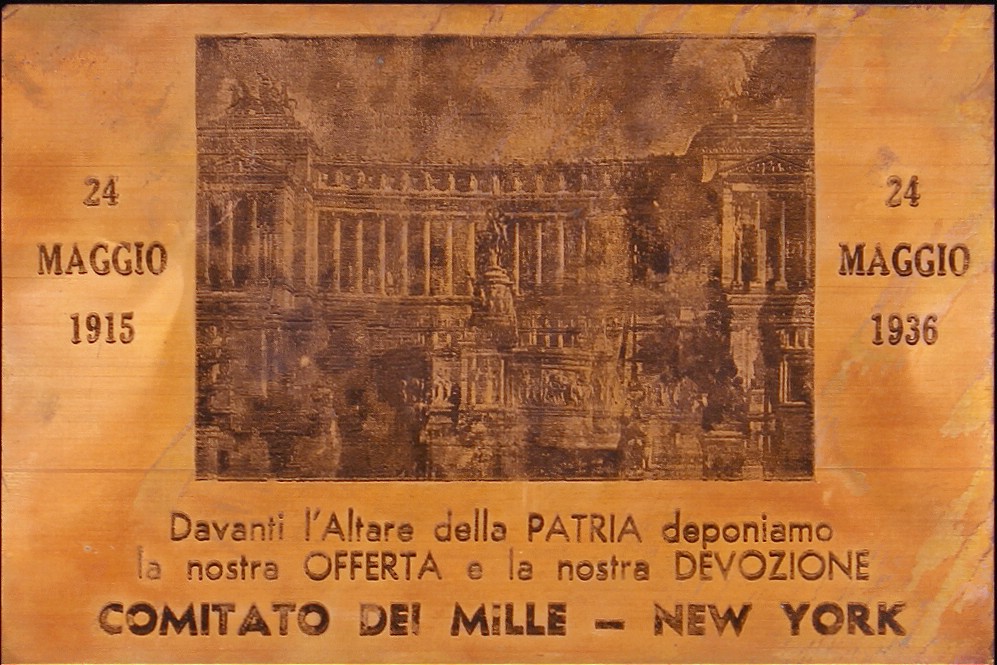 24
MAGGIO
1915
24
MAGGIO
1936
Davanti l'Altare della PATRIA deponiamo
la nostra OFFERTA e la nostra DEVOZIONE
COMITATO DEI MiLLE – NEW YORK